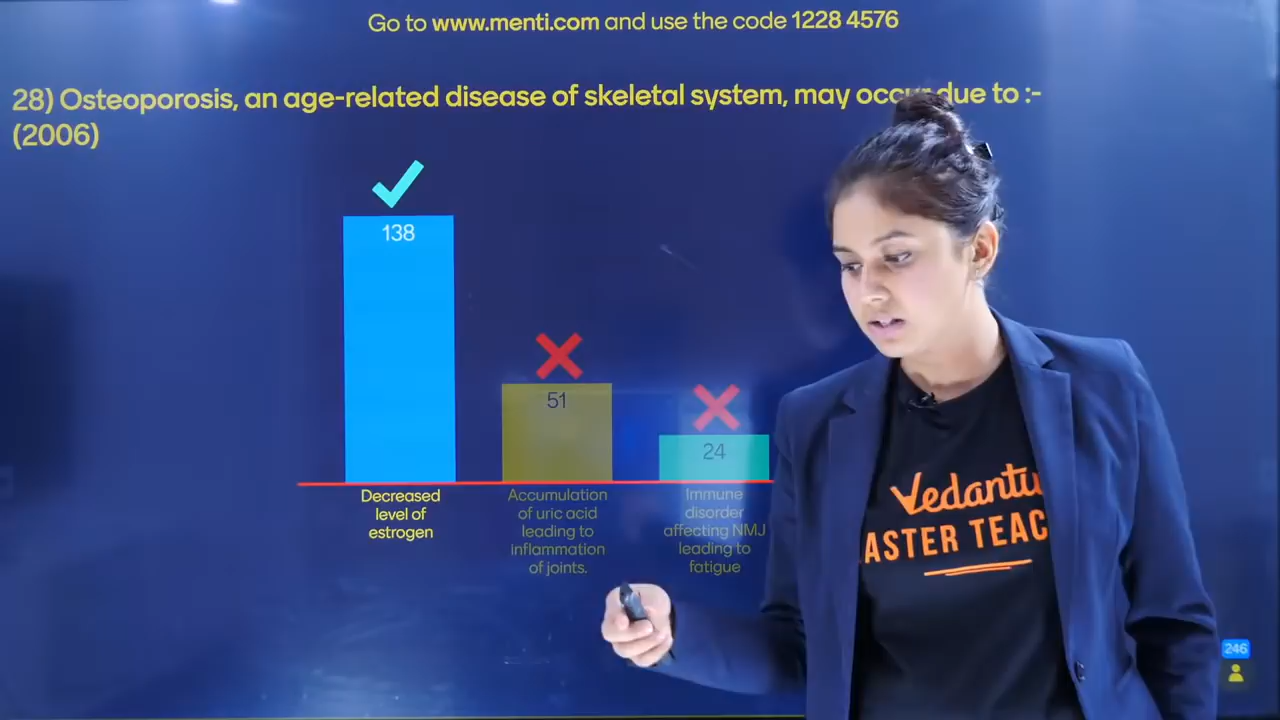 Go to www.menti.com and use the code 1228 4576
28) Osteoporosis, an age-related disease of skeletal system, may occur due to :-
(2006)
138
51
24
Decreased
level of
estrogen
Accumulation
of uric acid
leading to
inflammation
of joints.
Immune
disorder
affecting NMJ
leading to
fatigue
Vedantu
ASTER TEAC
246